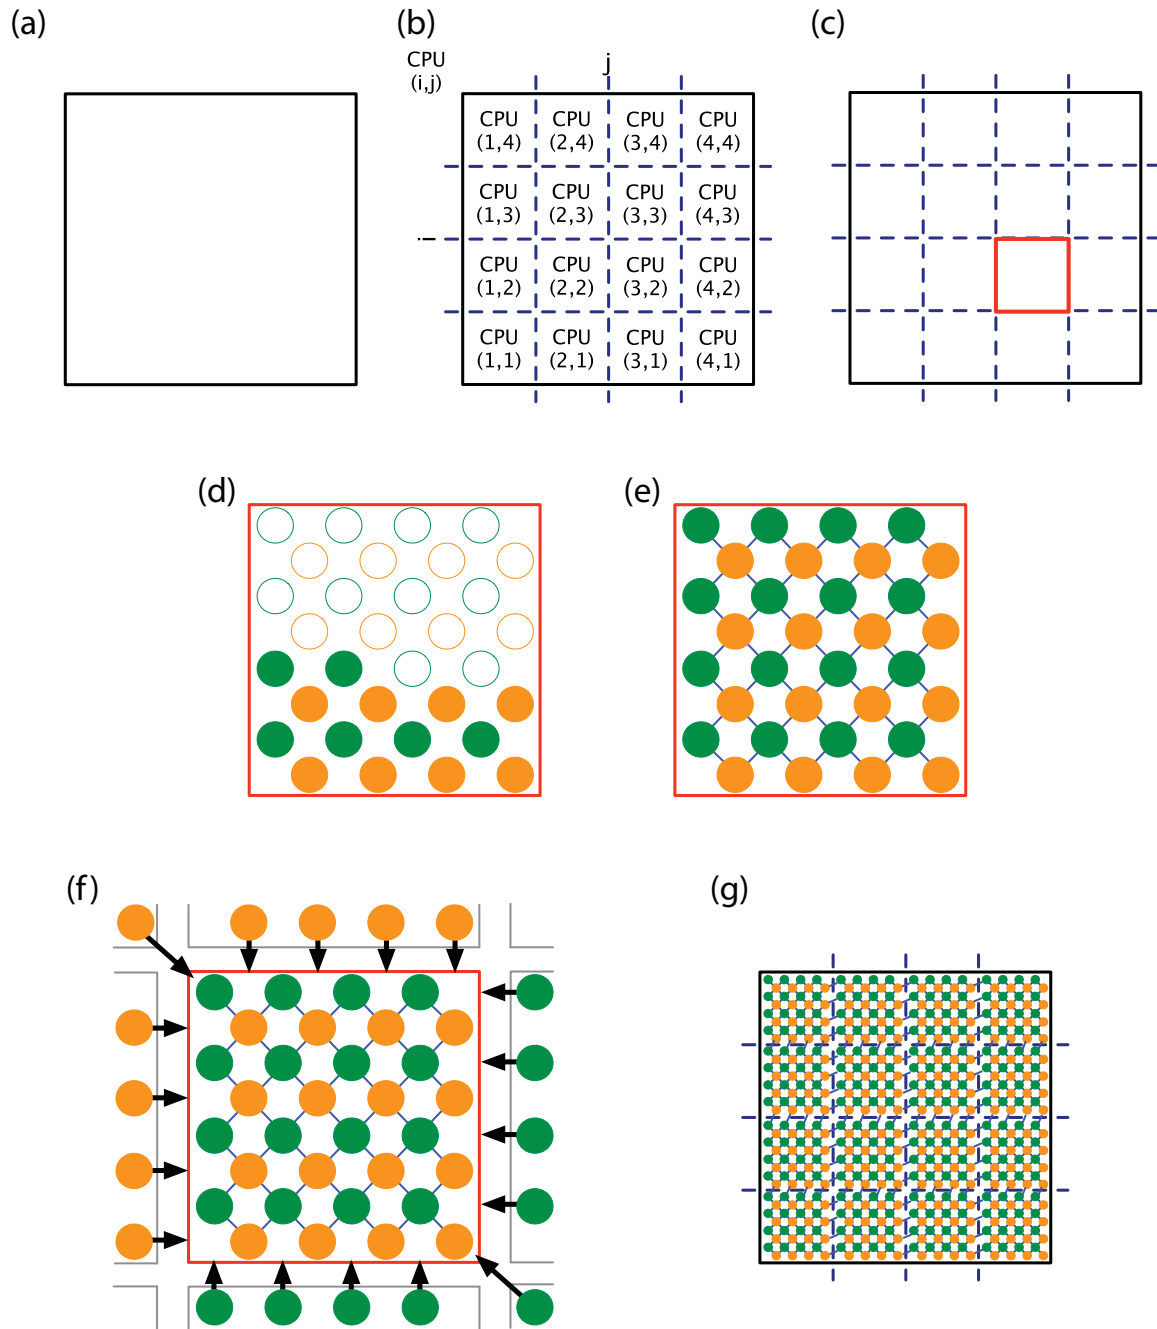 (a)
(b)
(c)
CPU
(i,j)
j
i
CPU CPU CPU CPU
(1,4) (2,4) (3,4) (4,4)
CPU CPU CPU CPU
(1,3) (2,3) (3,3) (4,3)
CPU CPU CPU CPU
(1,2) (2,2) (3,2) (4,2)
CPU CPU CPU CPU
(1,1) (2,1) (3,1) (4,1)
(d)
(e)
(f)
(g)